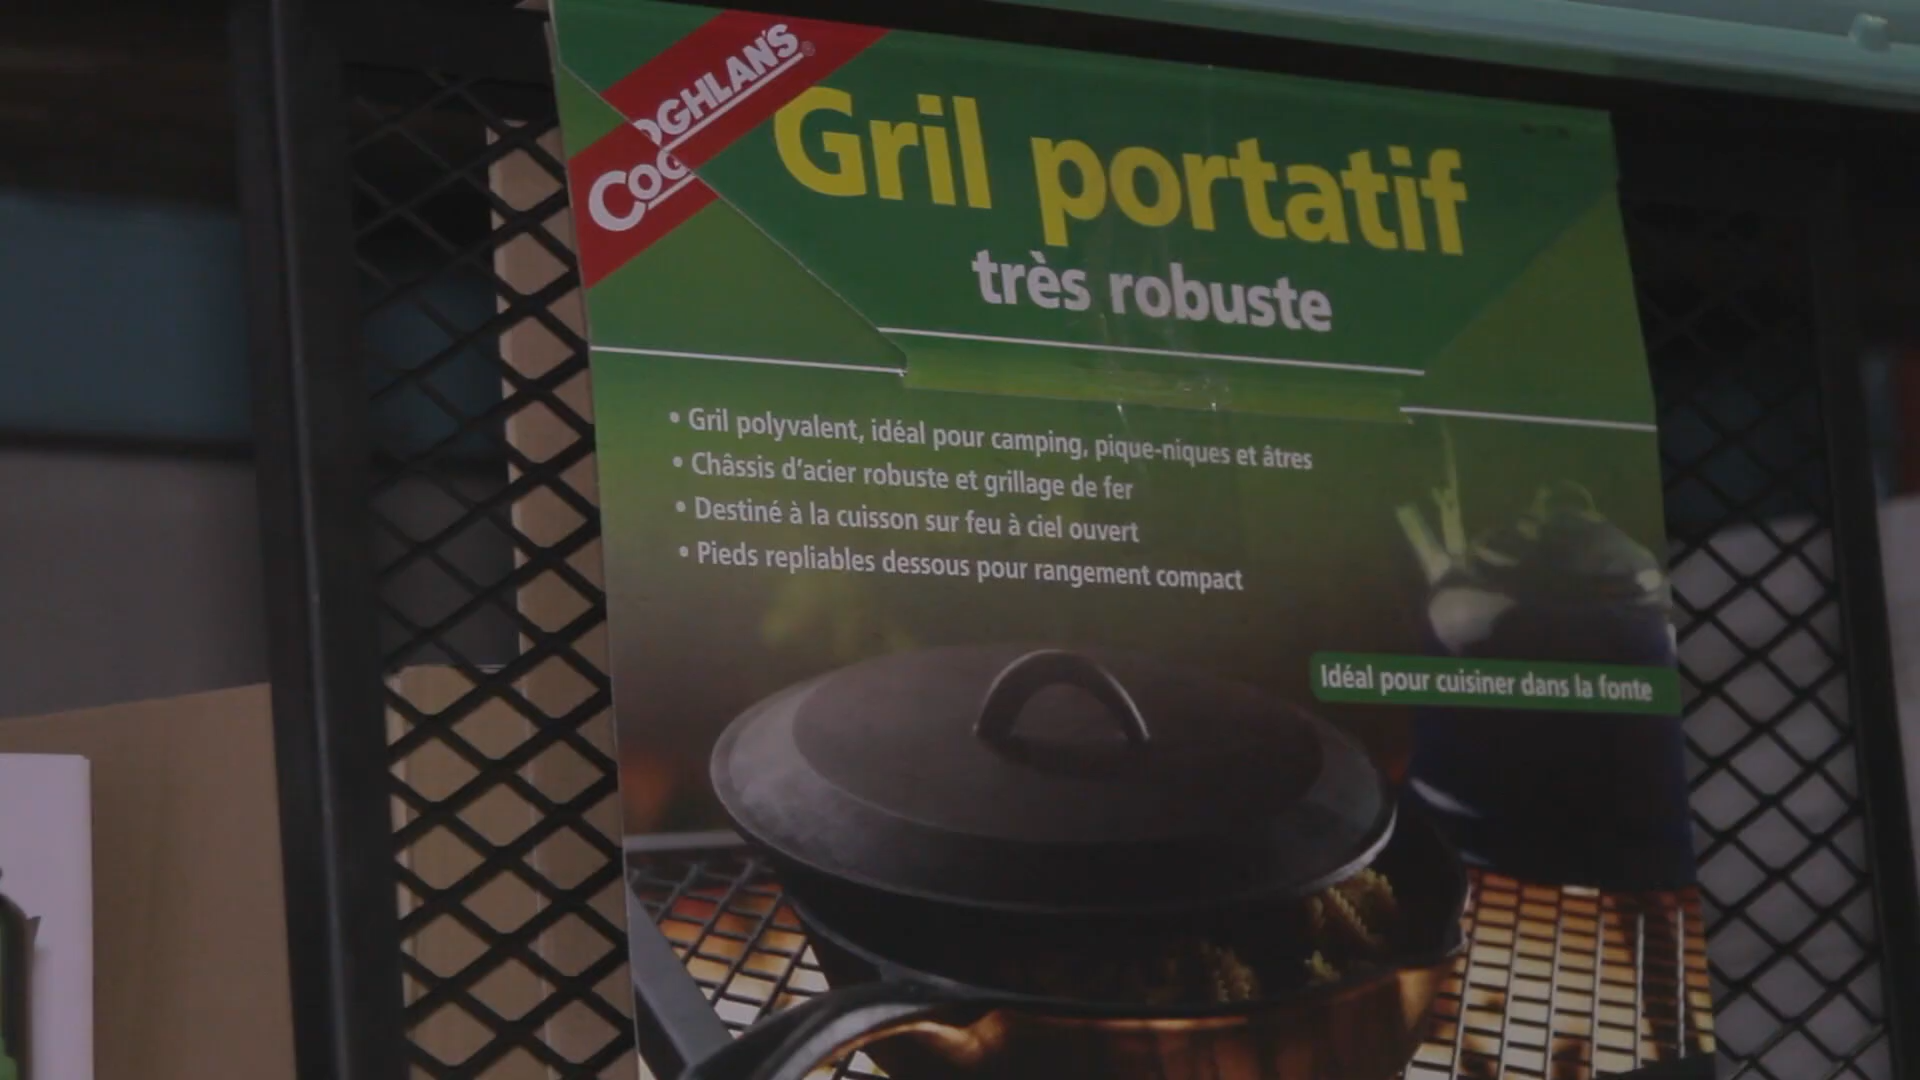 COGHLAN'S®
Gril portatif
très robuste
• Gril polyvalent, idéal pour camping, pique-niques et âtres
• Châssis d'acier robuste et grillage de fer
• Destiné à la cuisson sur feu à ciel ouvert
• Pieds repliables dessous pour rangement compact
Idéal pour cuisiner dans la fonte